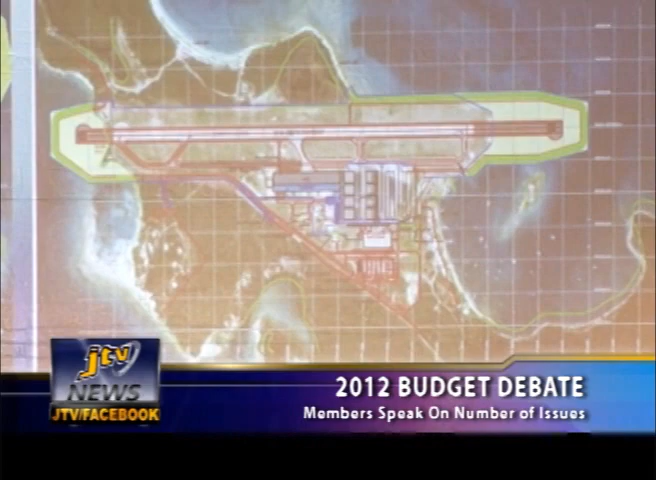 jtv
NEWS
JTV/FACEBOOK
2012 BUDGET DEBATE
Members Speak On Number of Issues